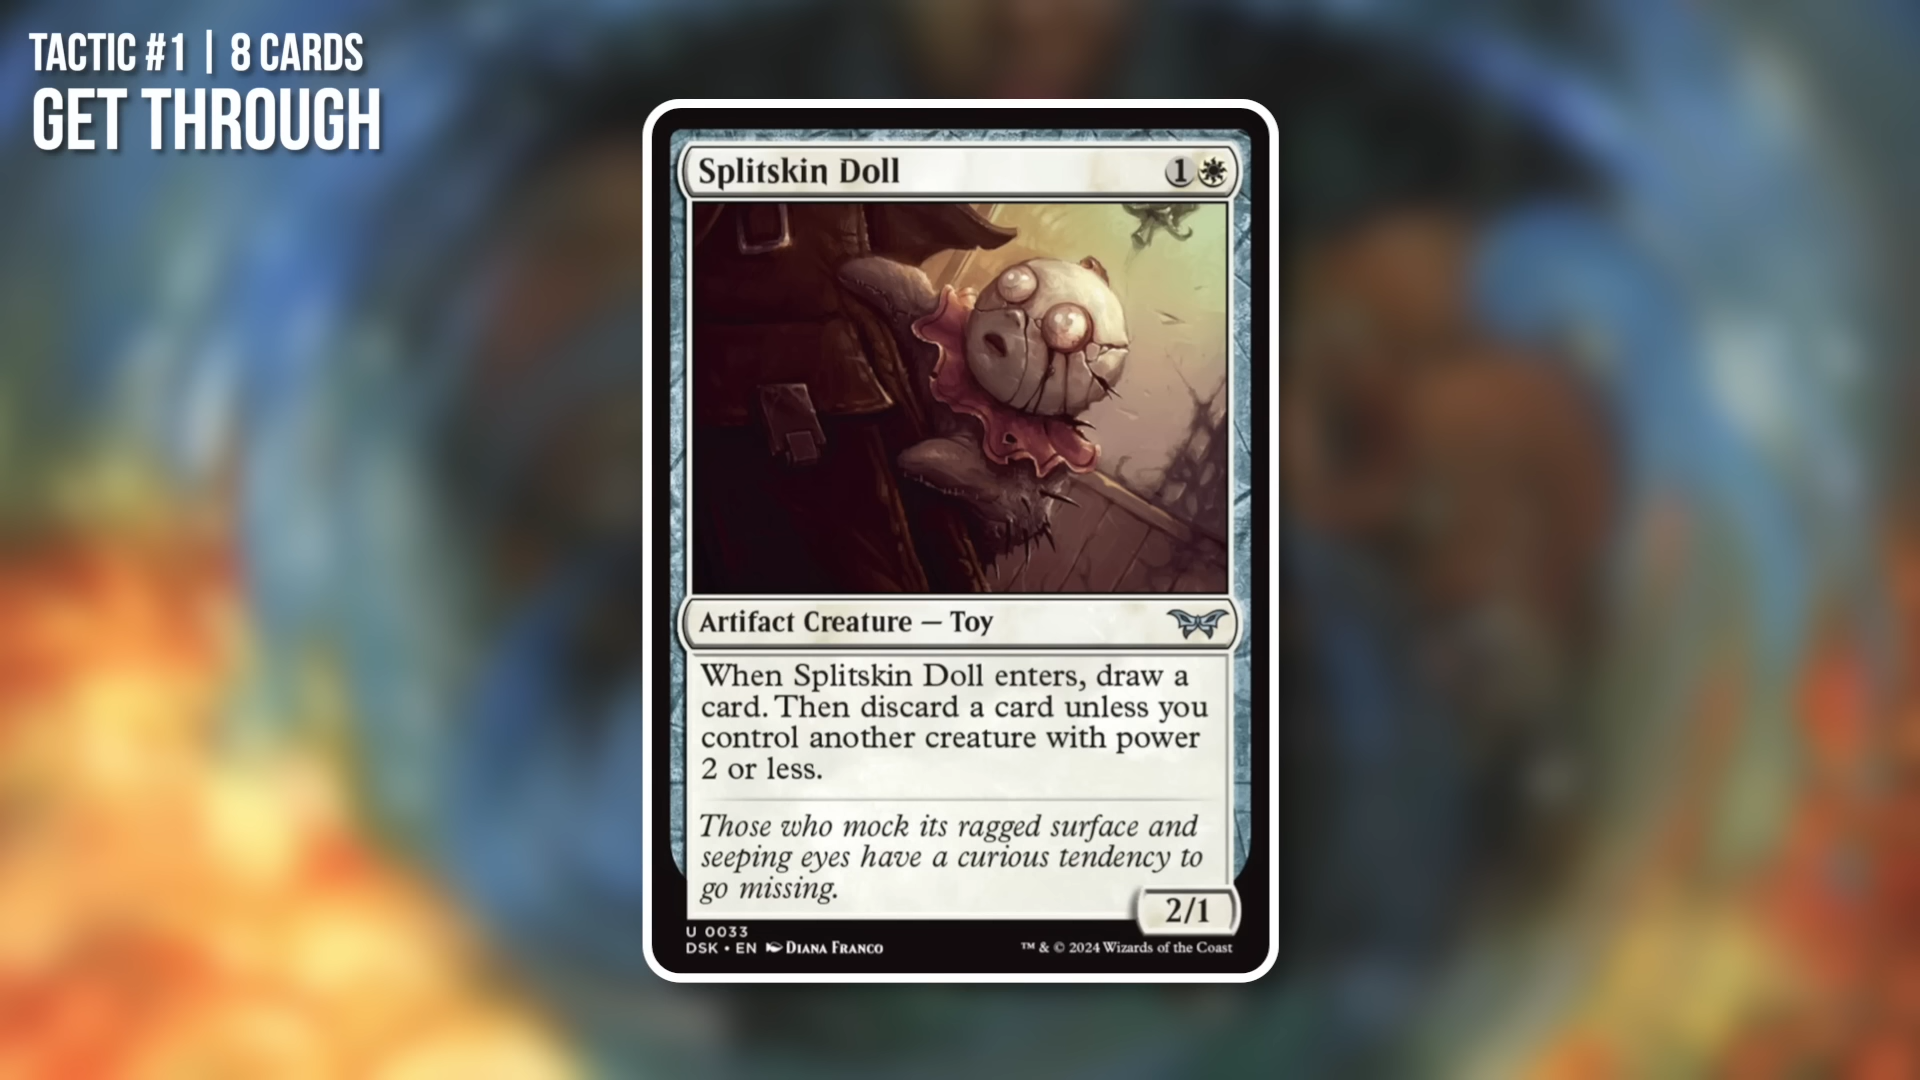 TACTIC #1 | 8 CARDS
GET THROUGH
Splitskin Doll 1
Artifact Creature — Toy
When Splitskin Doll enters, draw a
card. Then discard a card unless you
control another creature with power
2 or less.
Those who mock its ragged surface and
seeping eyes have a curious tendency to
go missing.
2/1
U 0033
DSK • EN Diana Franco
™ & © 2024 Wizards of the Coast